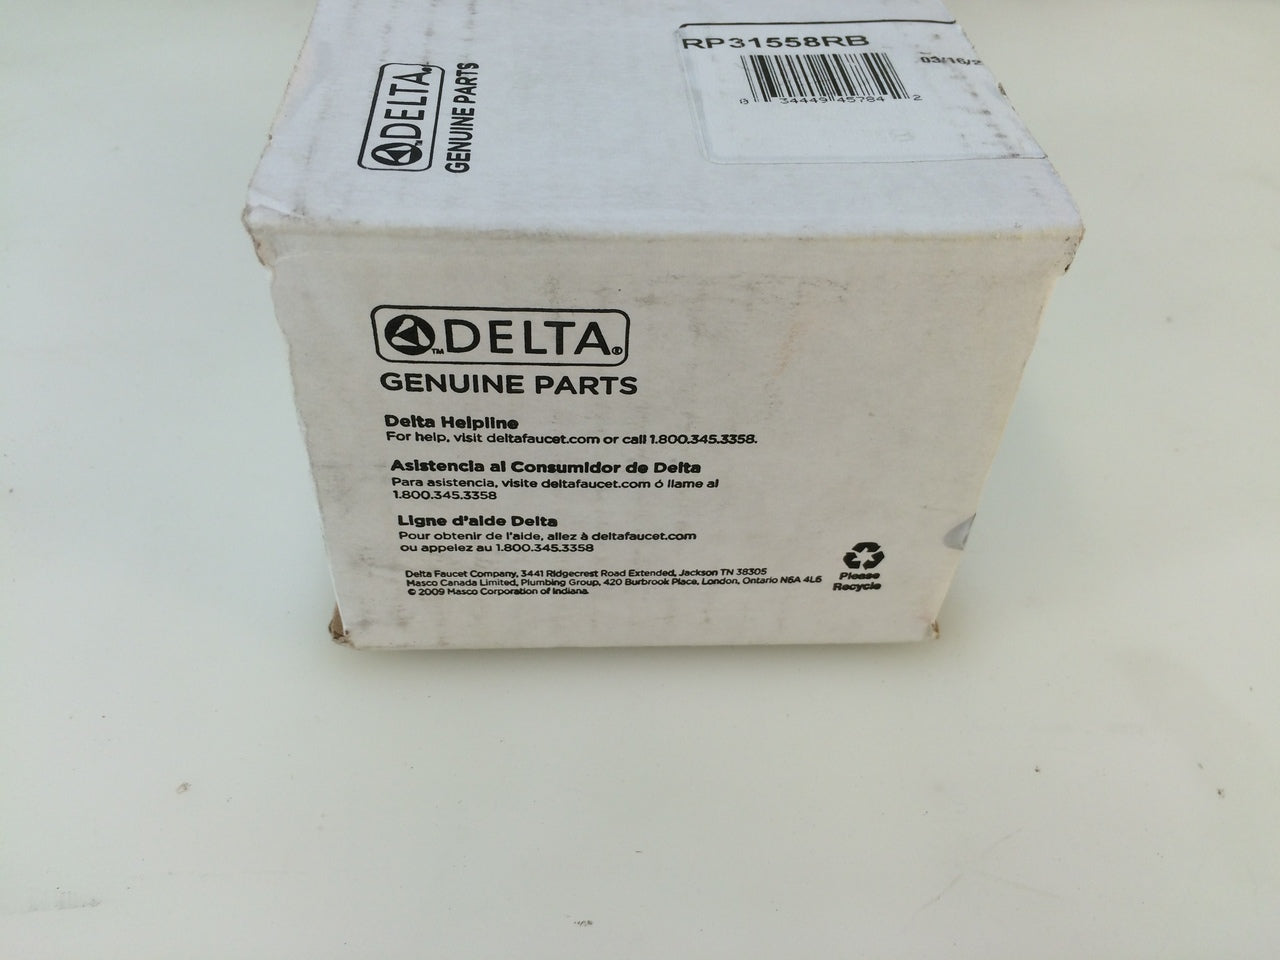 RP31558RB
8 34449 45784 2
DELTA®
GENUINE PARTS
™DELTA®
GENUINE PARTS
Delta Helpline
For help, visit deltafaucet.com or call 1.800.345.3358.
Asistencia al Consumidor de Delta
Para asistencia, visite deltafaucet.com ó llame al
1.800.345.3358
Ligne d'aide Delta
Pour obtenir de l'aide, allez à deltafaucet.com
ou appelez au 1.800.345.3358
Delta Faucet Company, 3441 Ridgecrest Road Extended, Jackson TN 38305
Masco Canada Limited, Plumbing Group, 420 Burbrook Place, London, Ontario N6A 4L6
© 2009 Masco Corporation of Indiana
Please
Recycle